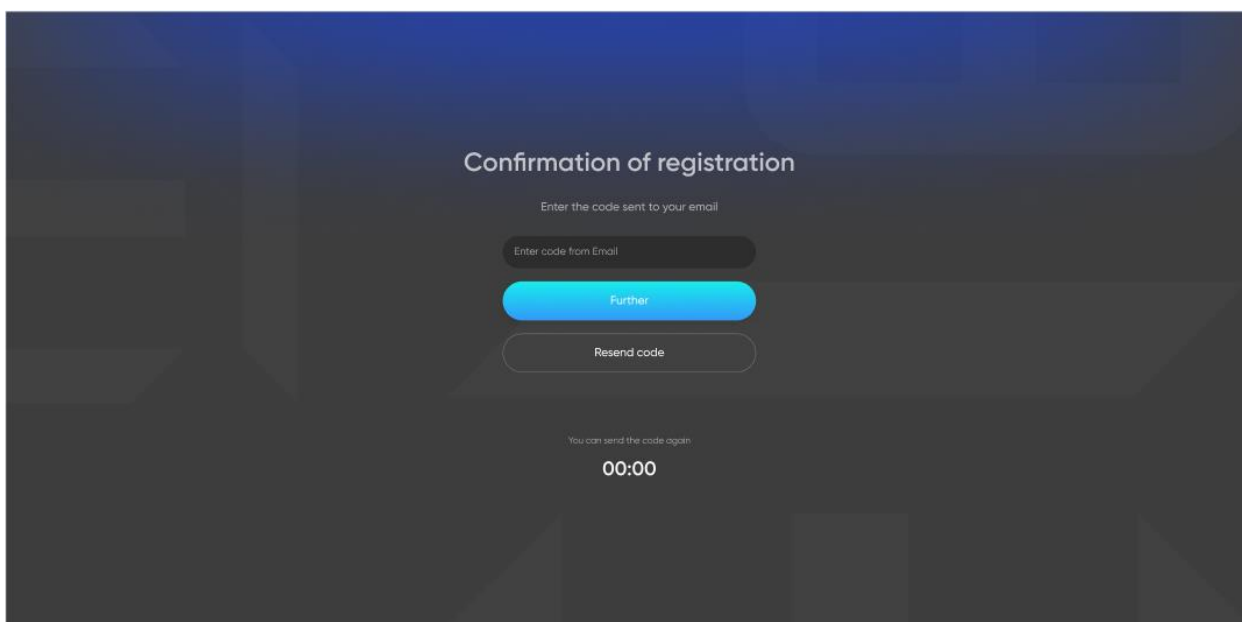 Confirmation of registration
Enter the code sent to your email
Enter code from Email
Further
Resend code
You can send the code again
00:00